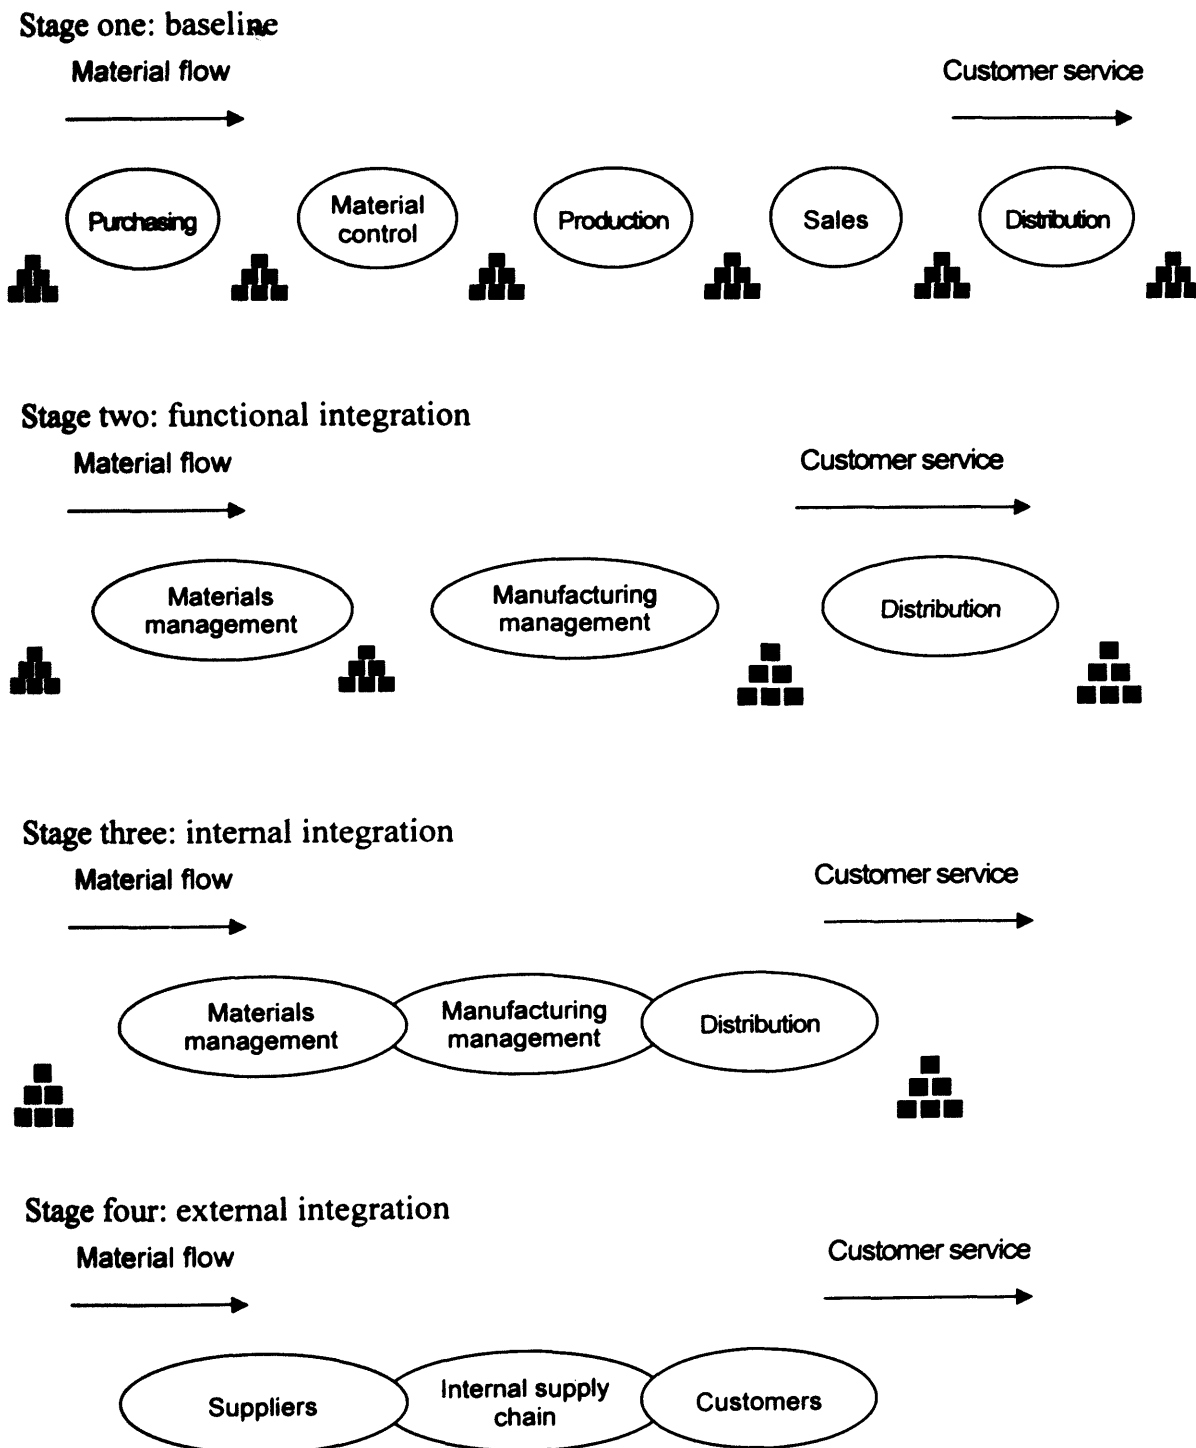 Stage one: baseline
Material flow
Customer service
Purchasing
Material
control
Production
Sales
Distribution
Stage two: functional integration
Material flow
Customer service
Materials
management
Manufacturing
management
Distribution
Stage three: internal integration
Material flow
Customer service
Materials
management
Manufacturing
management
Distribution
Stage four: external integration
Material flow
Customer service
Suppliers
Internal supply
chain
Customers